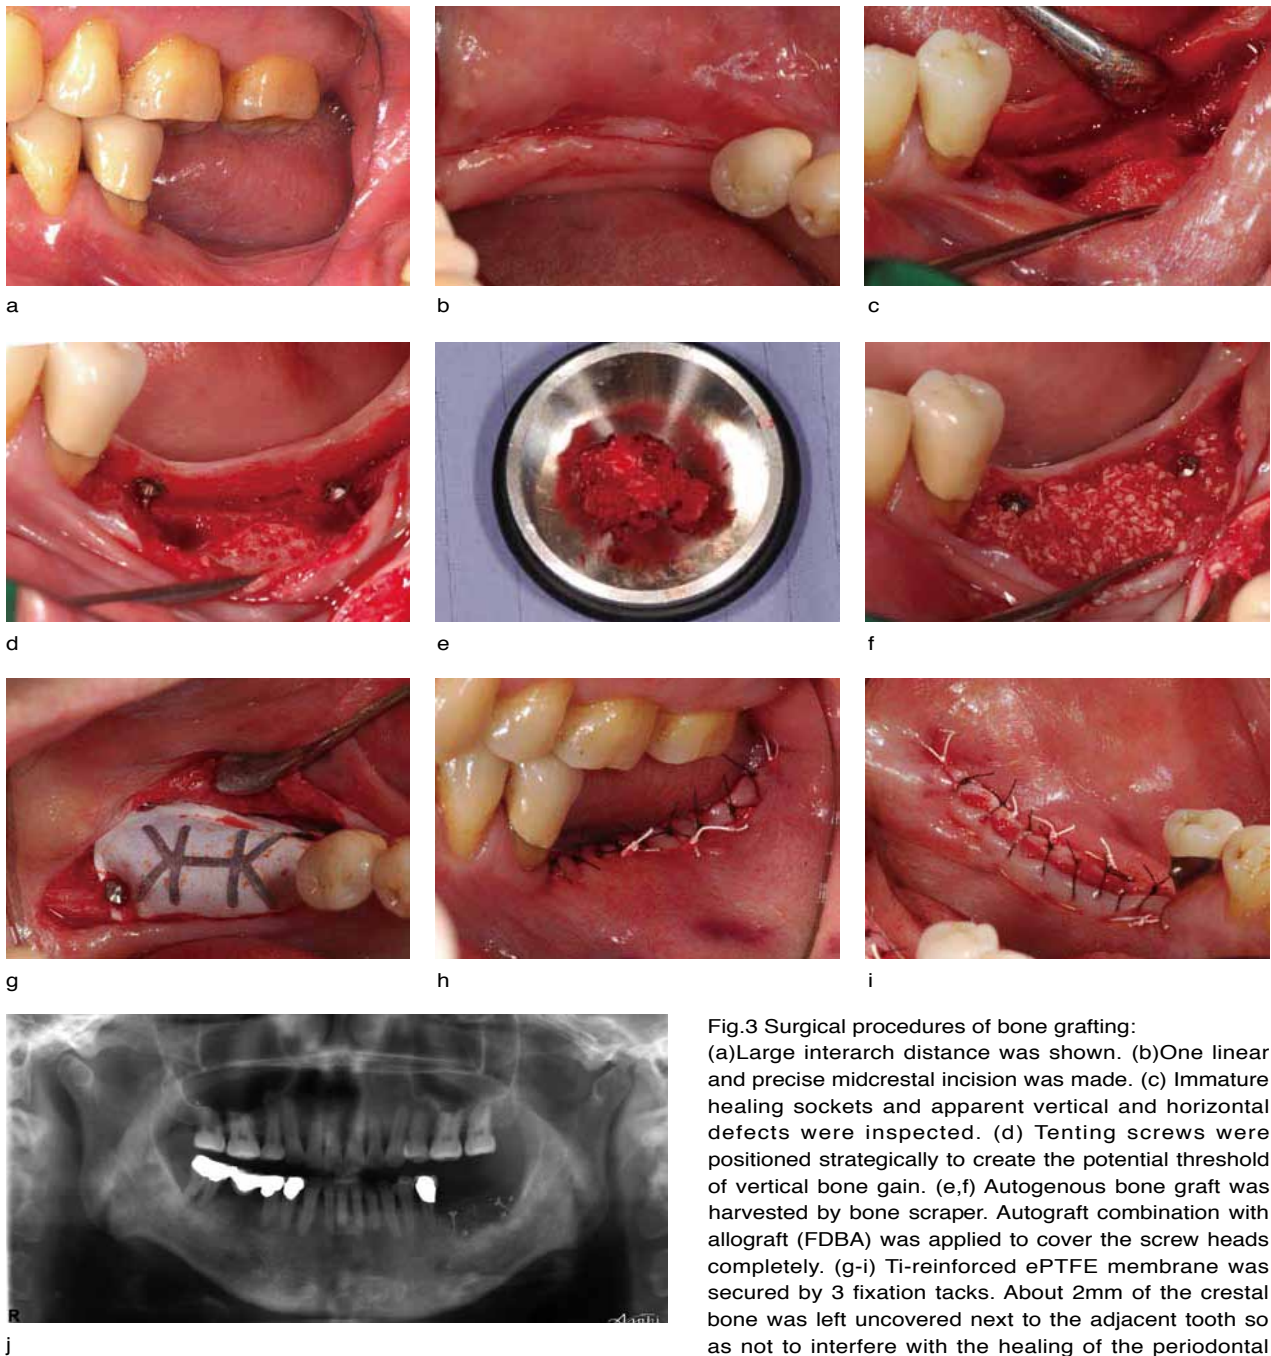 a
b
c
d
e
f
g
h
i
R
j
Fig.3 Surgical procedures of bone grafting:
(a)Large interarch distance was shown. (b)One linear
and precise midcrestal incision was made. (c) Immature
healing sockets and apparent vertical and horizontal
defects were inspected. (d) Tenting screws were
positioned strategically to create the potential threshold
of vertical bone gain. (e,f) Autogenous bone graft was
harvested by bone scraper. Autograft combination with
allograft (FDBA) was applied to cover the screw heads
completely. (g-i) Ti-reinforced ePTFE membrane was
secured by 3 fixation tacks. About 2mm of the crestal
bone was left uncovered next to the adjacent tooth so
as not to interfere with the healing of the periodontal